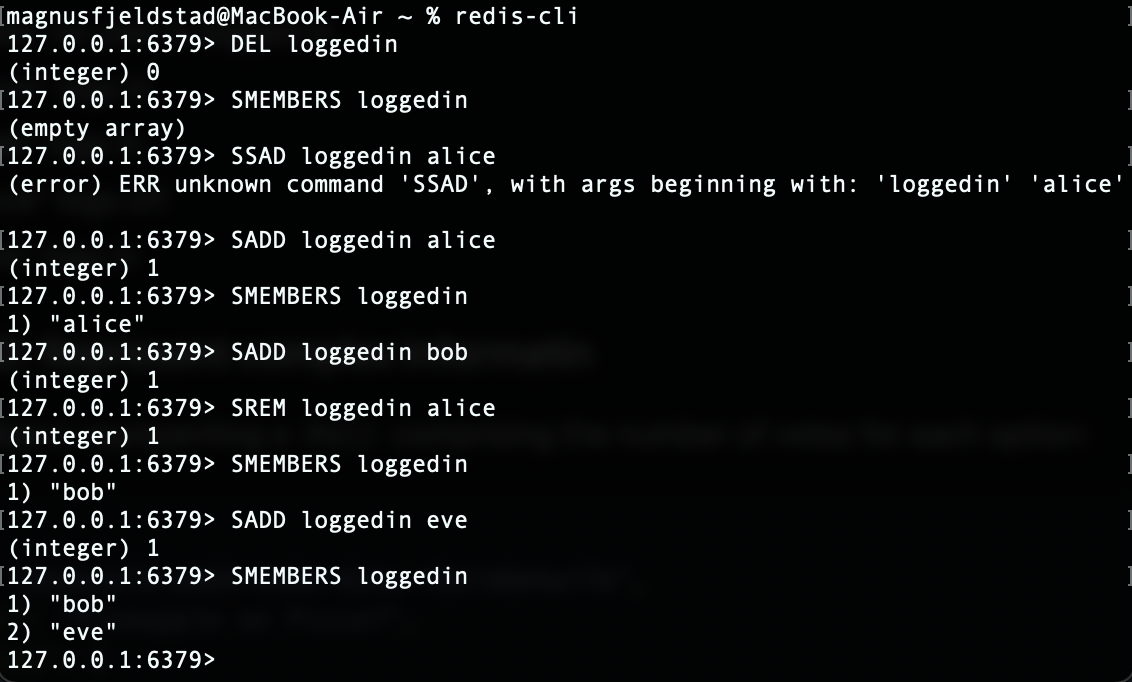 magnusfjeldstad@MacBook-Air ~ % redis-cli
127.0.0.1:6379> DEL loggedin
(integer) 0
127.0.0.1:6379> SMEMBERS loggedin
(empty array)
127.0.0.1:6379> SSAD loggedin alice
(error) ERR unknown command 'SSAD', with args beginning with: 'loggedin' 'alice'
127.0.0.1:6379> SADD loggedin alice
(integer) 1
127.0.0.1:6379> SMEMBERS loggedin
1) "alice"
127.0.0.1:6379> SADD loggedin bob
(integer) 1
127.0.0.1:6379> SREM loggedin alice
(integer) 1
127.0.0.1:6379> SMEMBERS loggedin
1) "bob"
127.0.0.1:6379> SADD loggedin eve
(integer) 1
127.0.0.1:6379> SMEMBERS loggedin
1) "bob"
2) "eve"
127.0.0.1:6379>